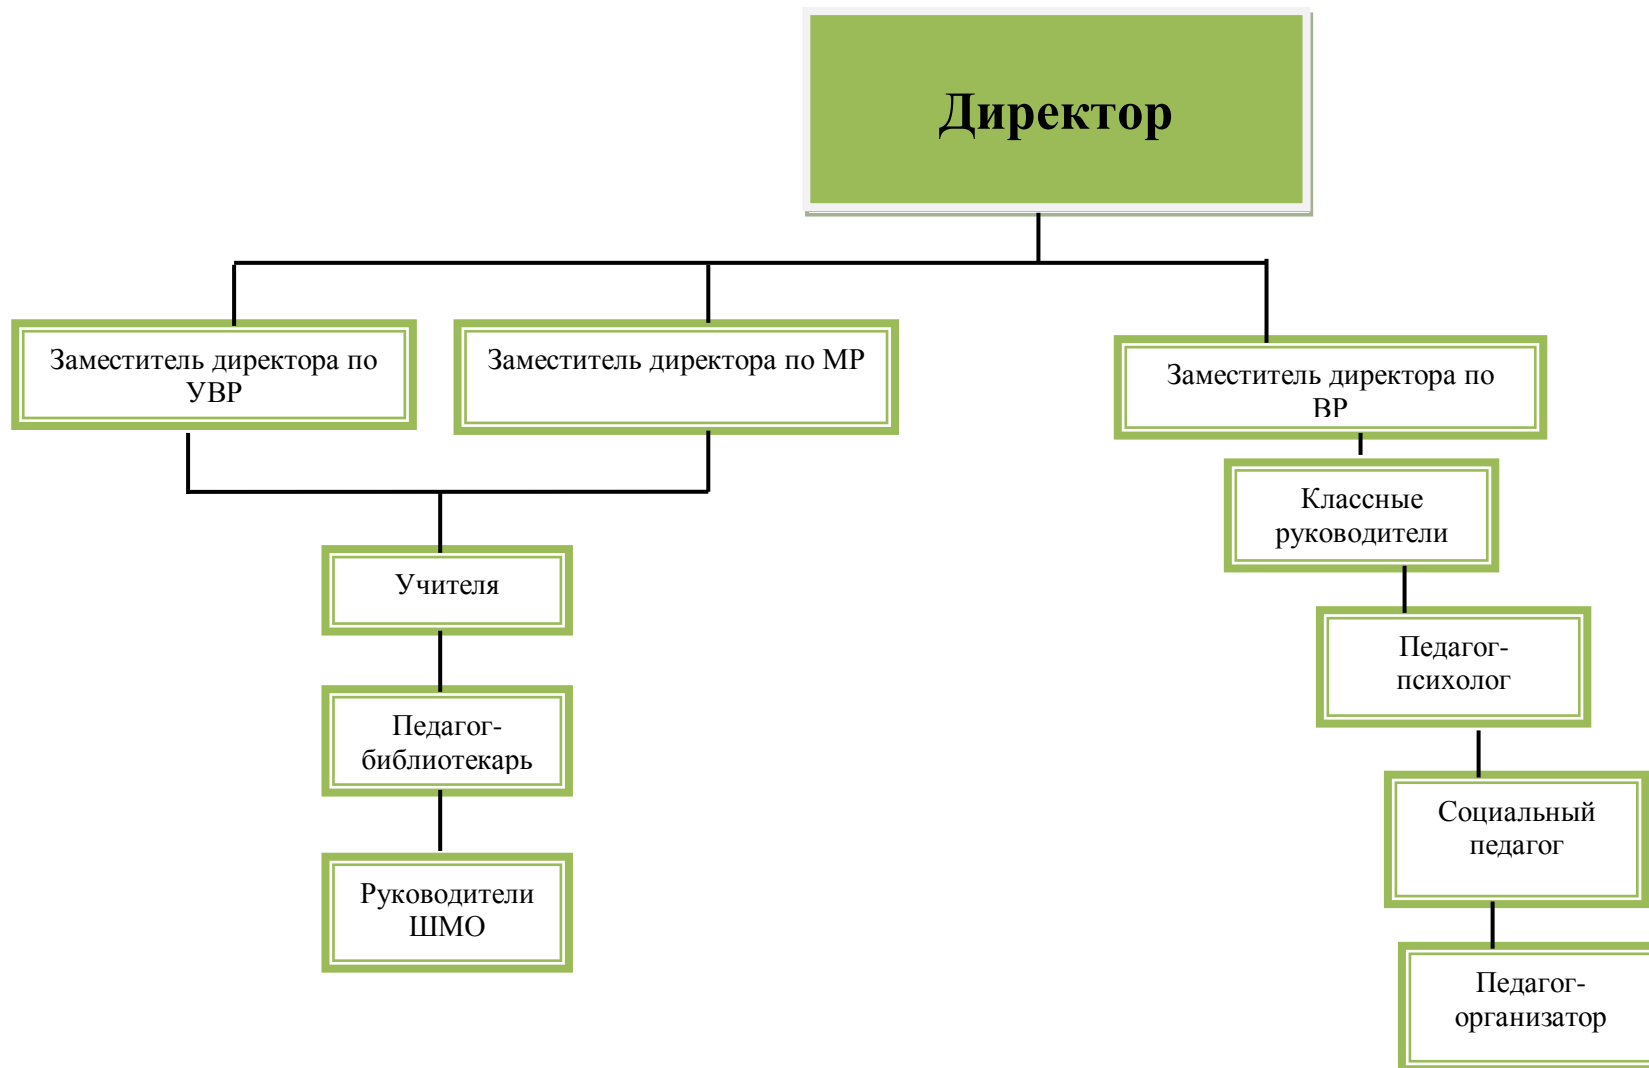 Директор
Заместитель директора по
УВР
Заместитель директора по МР
Заместитель директора по
ВР
Классные
руководители
Учителя
Педагог-
психолог
Педагог-
библиотекарь
Социальный
педагог
Руководители
ШМО
Педагог-
организатор